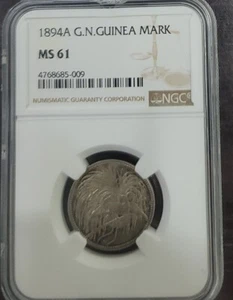 1894A G.N.GUINEA MARK
MS 61
4768685-009
NUMISMATIC GUARANTY CORPORATION
NGC